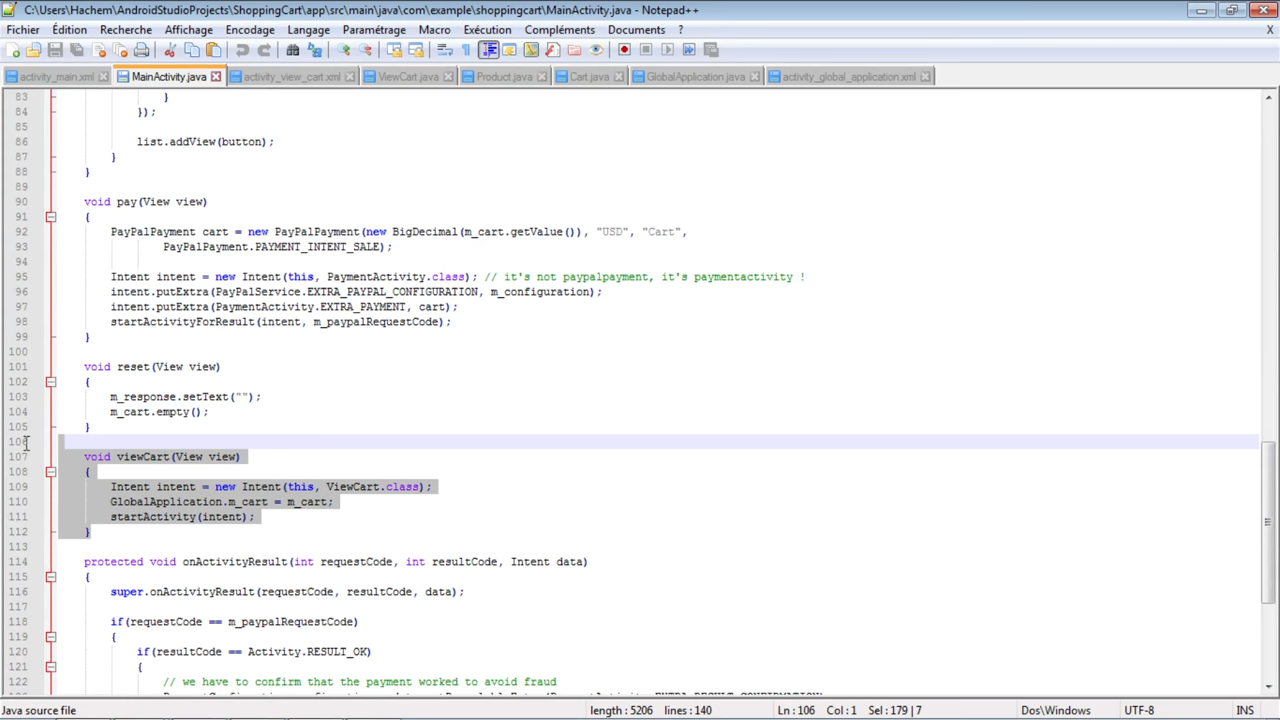 C:\Users\Hachem\AndroidStudioProjects\ShoppingCart\app\src\main\java\com\example\shoppingcart\MainActivity.java - Notepad++
Fichier Édition Recherche Affichage Encodage Langage Paramétrage Macro Exécution Compléments Documents ? X
activity_main.xml MainActivity.java activity_view_cart.xml ViewCart.java Product.java Cart.java GlobalApplication.java activity_global_application.xml
83 }
84 });
85
86 list.addView(button);
87 }
88 }
89
90 void pay(View view)
91 {
92 PayPalPayment cart = new PayPalPayment(new BigDecimal(m_cart.getValue()), "USD", "Cart",
93 PayPalPayment.PAYMENT_INTENT_SALE);
94
95 Intent intent = new Intent(this, PaymentActivity.class); // it's not paypalpayment, it's paymentactivity !
96 intent.putExtra(PayPalService.EXTRA_PAYPAL_CONFIGURATION, m_configuration);
97 intent.putExtra(PaymentActivity.EXTRA_PAYMENT, cart);
98 startActivityForResult(intent, m_paypalRequestCode);
99 }
100
101 void reset(View view)
102 {
103 m_response.setText("");
104 m_cart.empty();
105 }
106
107 void viewCart(View view)
108 {
109 Intent intent = new Intent(this, ViewCart.class);
110 GlobalApplication.m_cart = m_cart;
111 startActivity(intent);
112 }
113
114 protected void onActivityResult(int requestCode, int resultCode, Intent data)
115 {
116 super.onActivityResult(requestCode, resultCode, data);
117
118 if(requestCode == m_paypalRequestCode)
119 {
120 if(resultCode == Activity.RESULT_OK)
121 {
122 // we have to confirm that the payment worked to avoid fraud
Java source file length : 5206 lines : 140 Ln : 106 Col : 1 Sel : 179 | 7 Dos\Windows UTF-8 INS